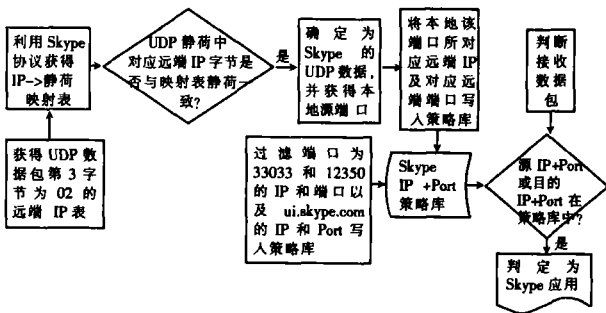 利用 Skype
协议获得
IP->静荷
映射表
UDP 静荷中
对应远端 IP 字节是
否与映射表静荷一
致?
是
确定为
Skype 的
UDP 数据,
并获得本
地源端口
将本地该
端口所对
应远端 IP
及对应远
端端口写
入策略库
判断
接收
数据
包
获得 UDP 数
据包第 3 字
节为 02 的
远端 IP 表
过滤端口为
33033 和 12350
的 IP 和端口以
及 ui.skype.com
的 IP 和 Port 写
入策略库
Skype
IP +Port
策略库
源 IP+Port
或目的
IP+Port 在
策略库中?
是
判定为
Skype 应用